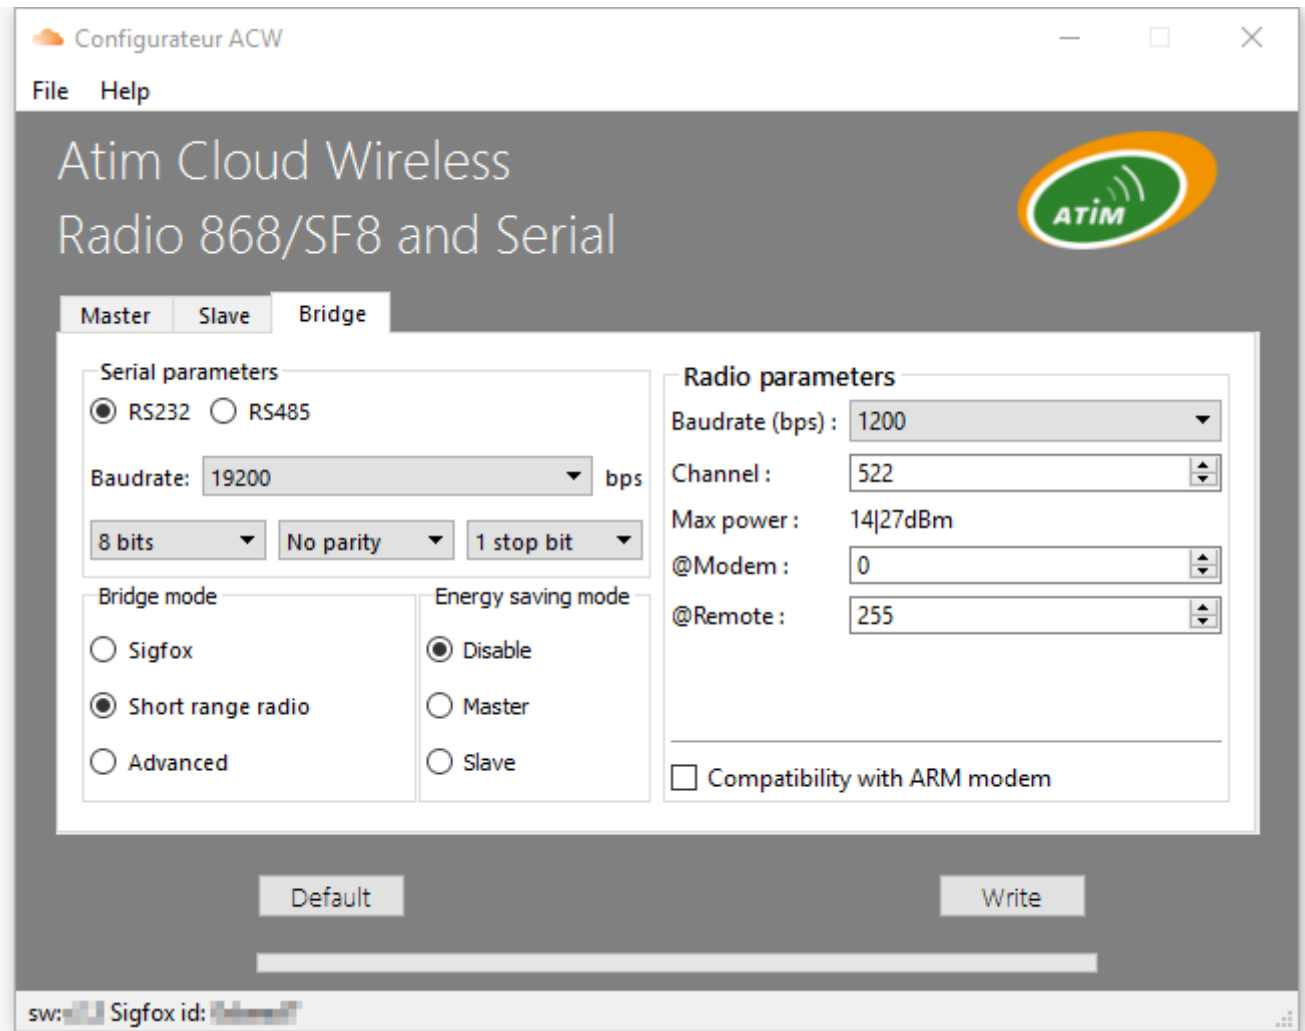 Configurateur ACW
File Help
Atim Cloud Wireless
Radio 868/SF8 and Serial
ATiM
Master Slave Bridge
Serial parameters
RS232 RS485
Baudrate: 19200 bps
8 bits No parity 1 stop bit
Bridge mode
Sigfox
Short range radio
Advanced
Energy saving mode
Disable
Master
Slave
Radio parameters
Baudrate (bps) : 1200
Channel : 522
Max power : 14|27dBm
@Modem : 0
@Remote : 255
Compatibility with ARM modem
Default Write
sw: Sigfox id: